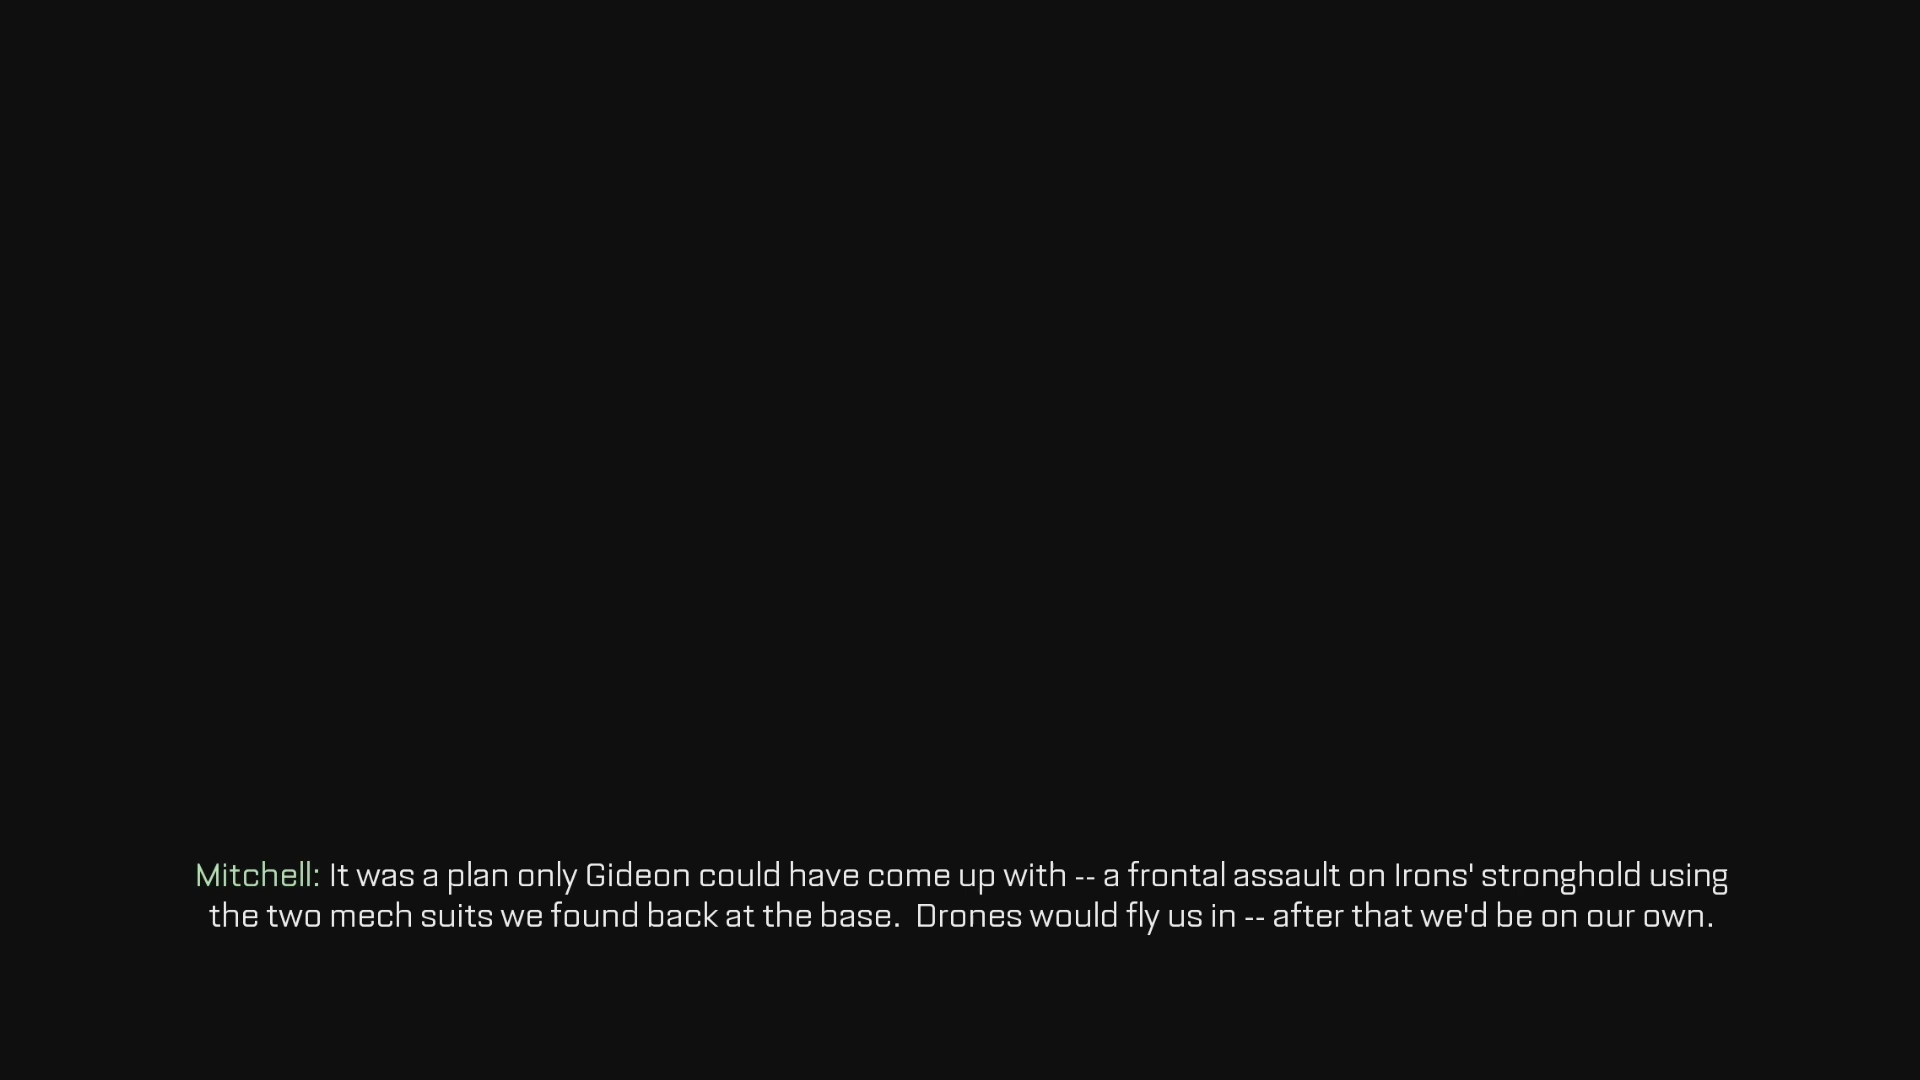 Mitchell: It was a plan only Gideon could have come up with -- a frontal assault on Irons' stronghold using
the two mech suits we found back at the base.  Drones would fly us in -- after that we'd be on our own.